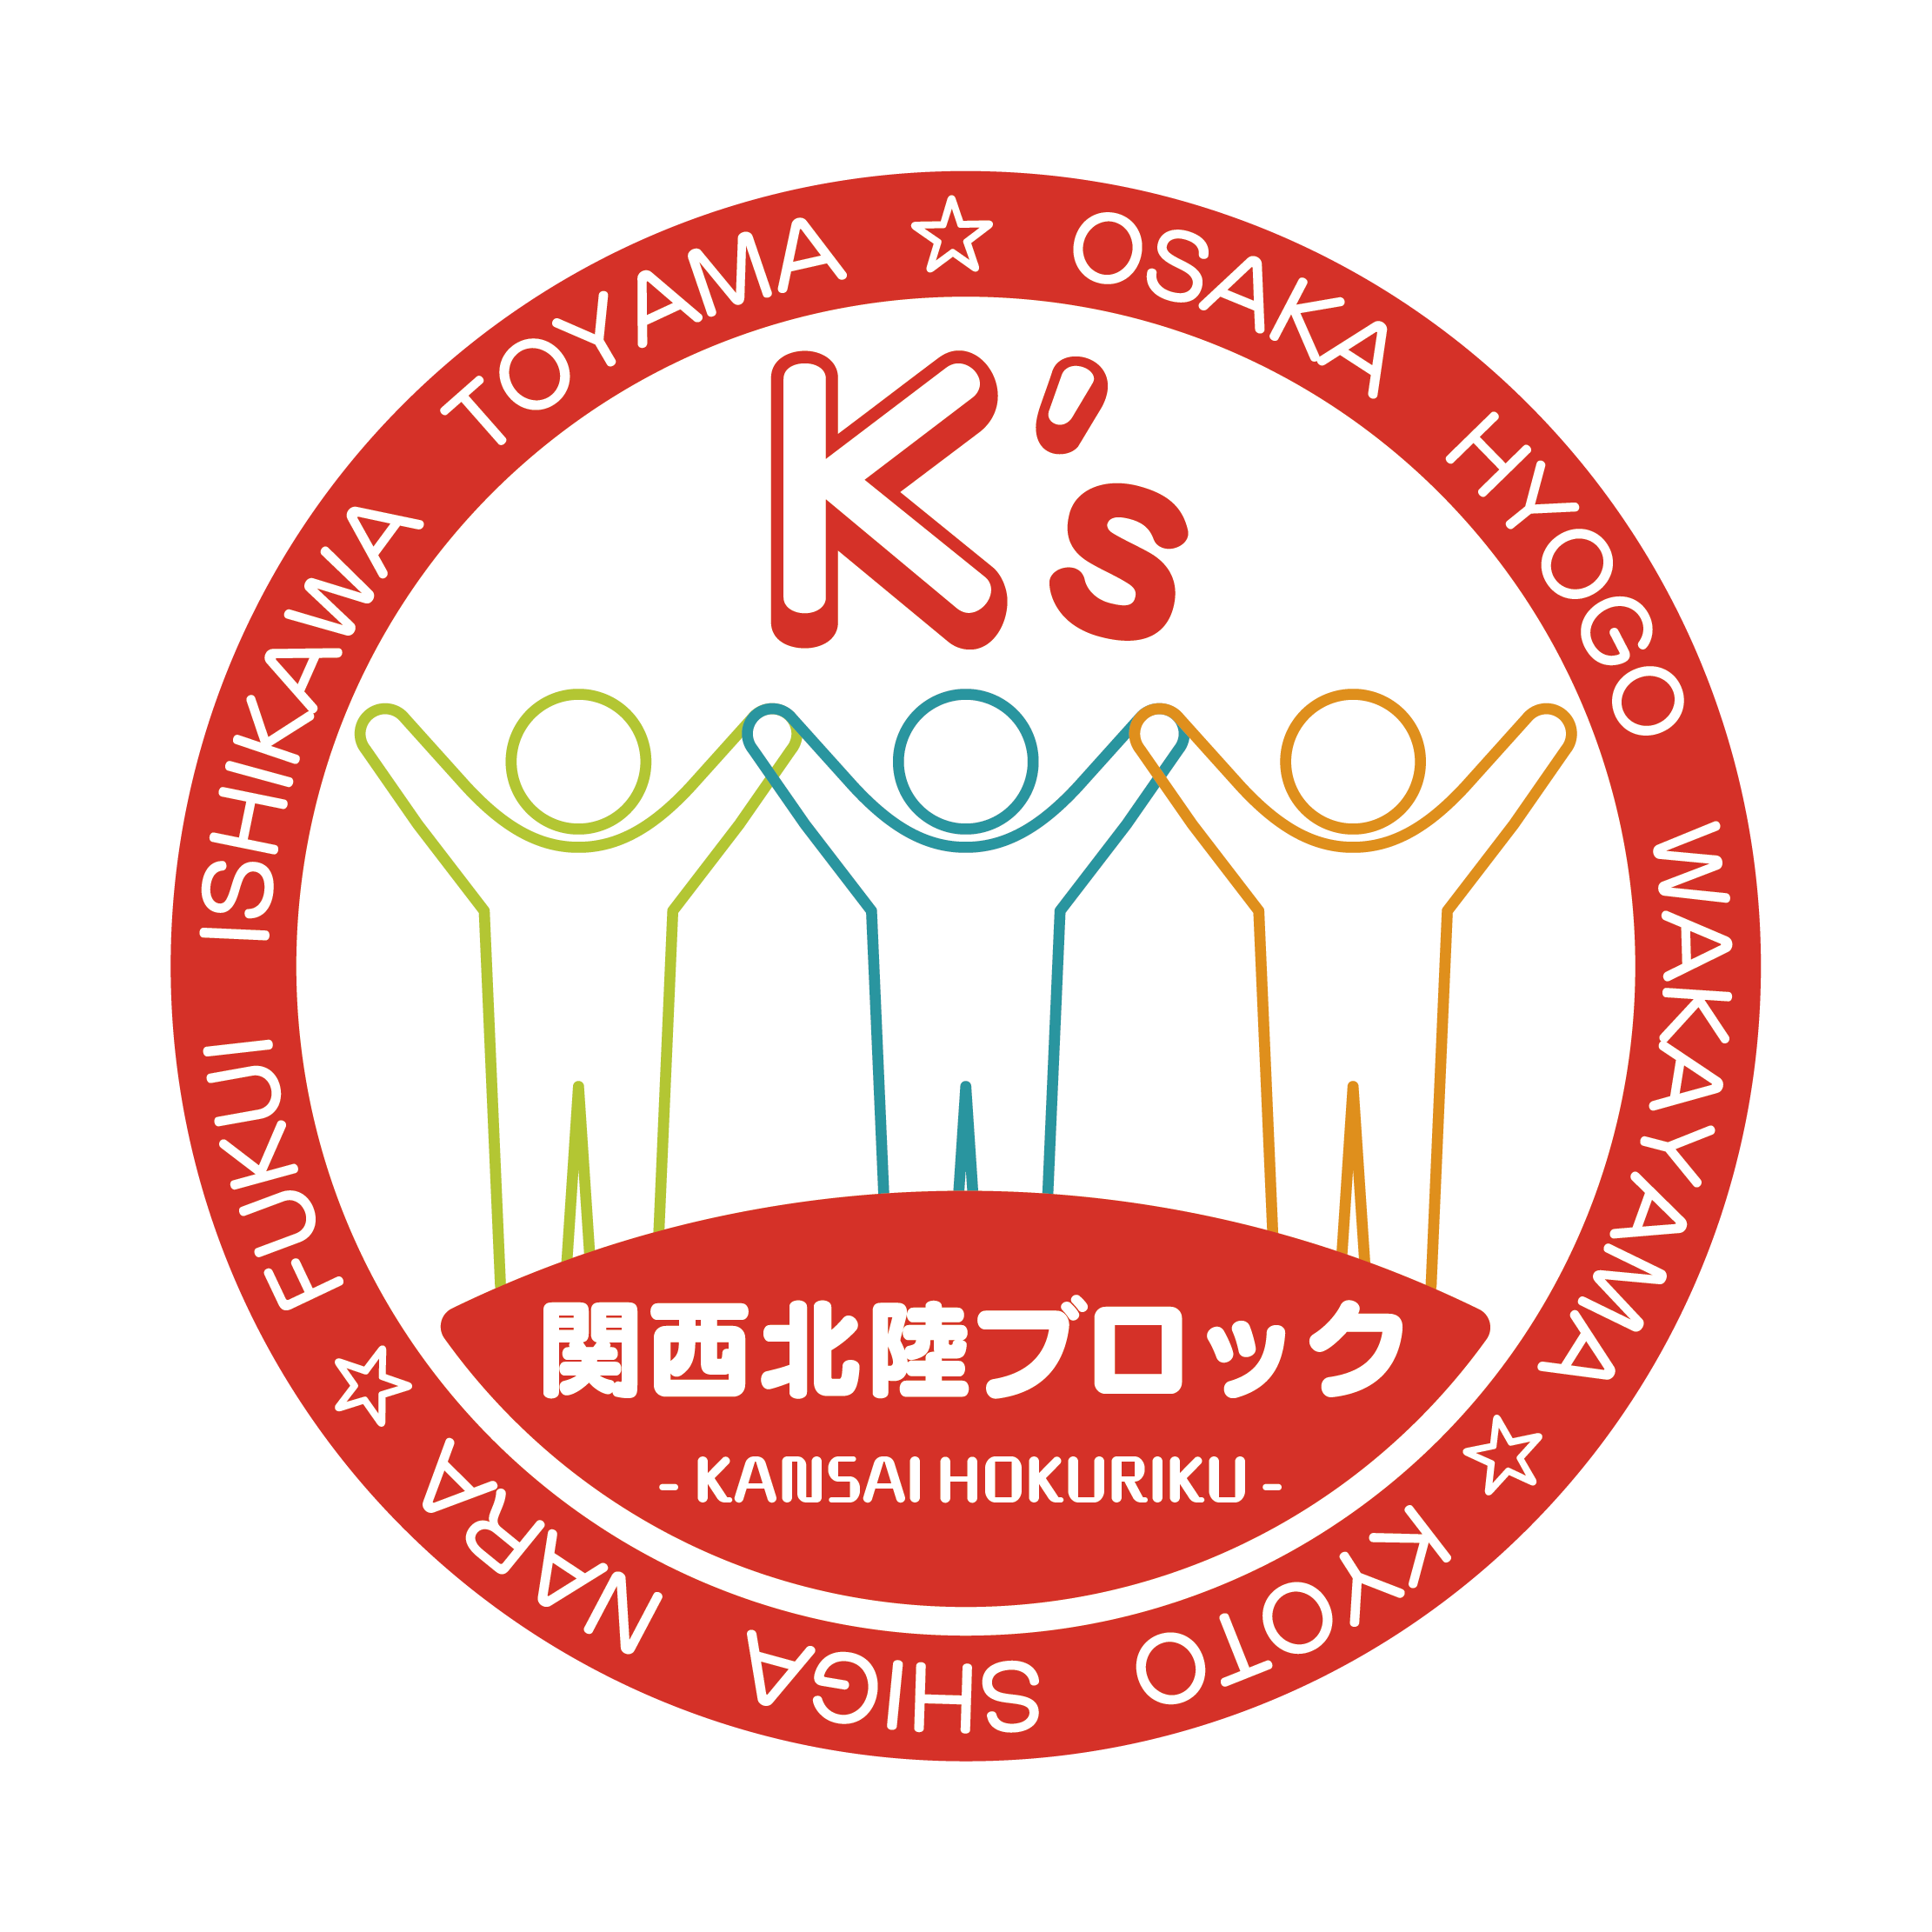 ☆ OSAKA HYOGO WAKAYAMA ☆ KYOTO SHIGA NARA ☆ FUKUI ISHIKAWA TOYAMA
K's
関西北陸ブロック
- KANSAI HOKURIKU -